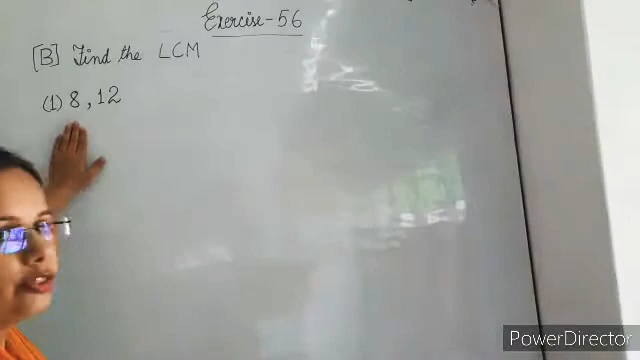 Exercise-56
[B] Find the LCM
(1) 8, 12
PowerDirector